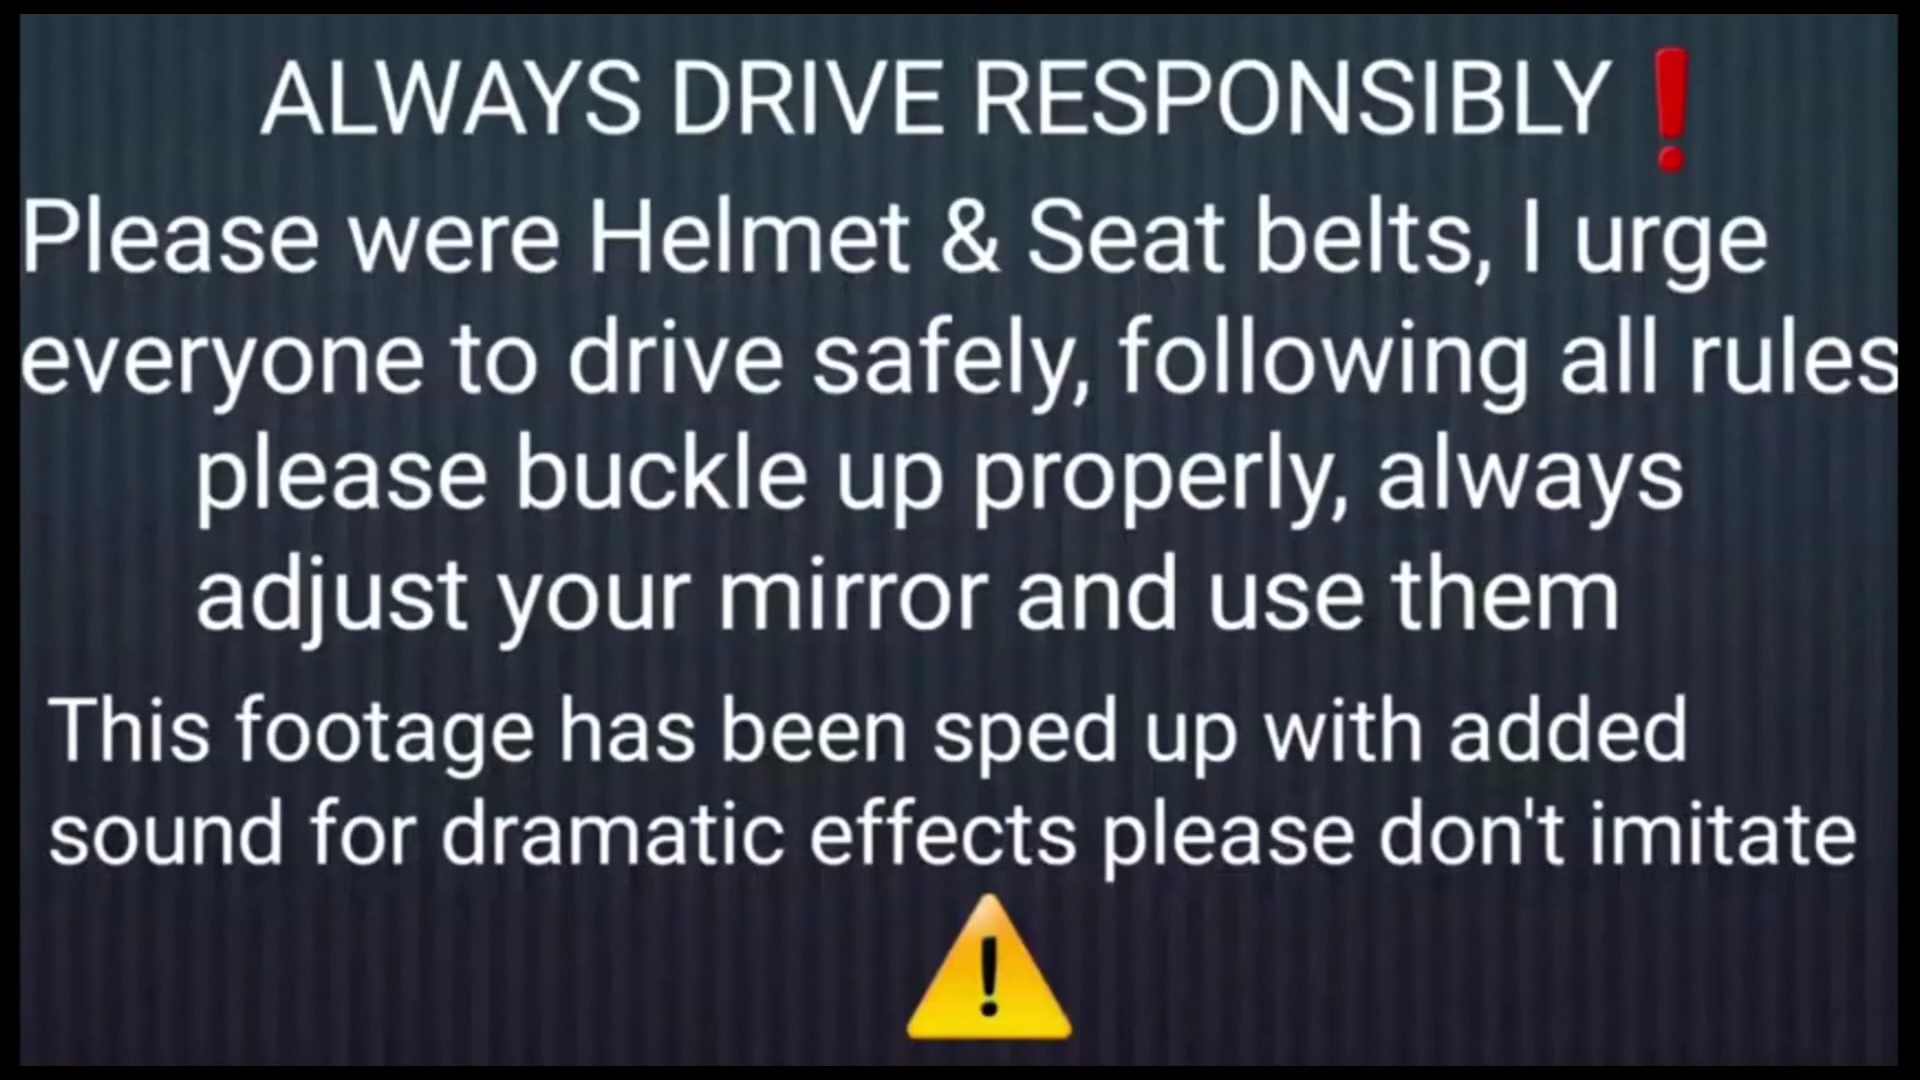 ALWAYS DRIVE RESPONSIBLY❗
Please were Helmet & Seat belts, I urge
everyone to drive safely, following all rules
please buckle up properly, always
adjust your mirror and use them
This footage has been sped up with added
sound for dramatic effects please don't imitate
⚠️